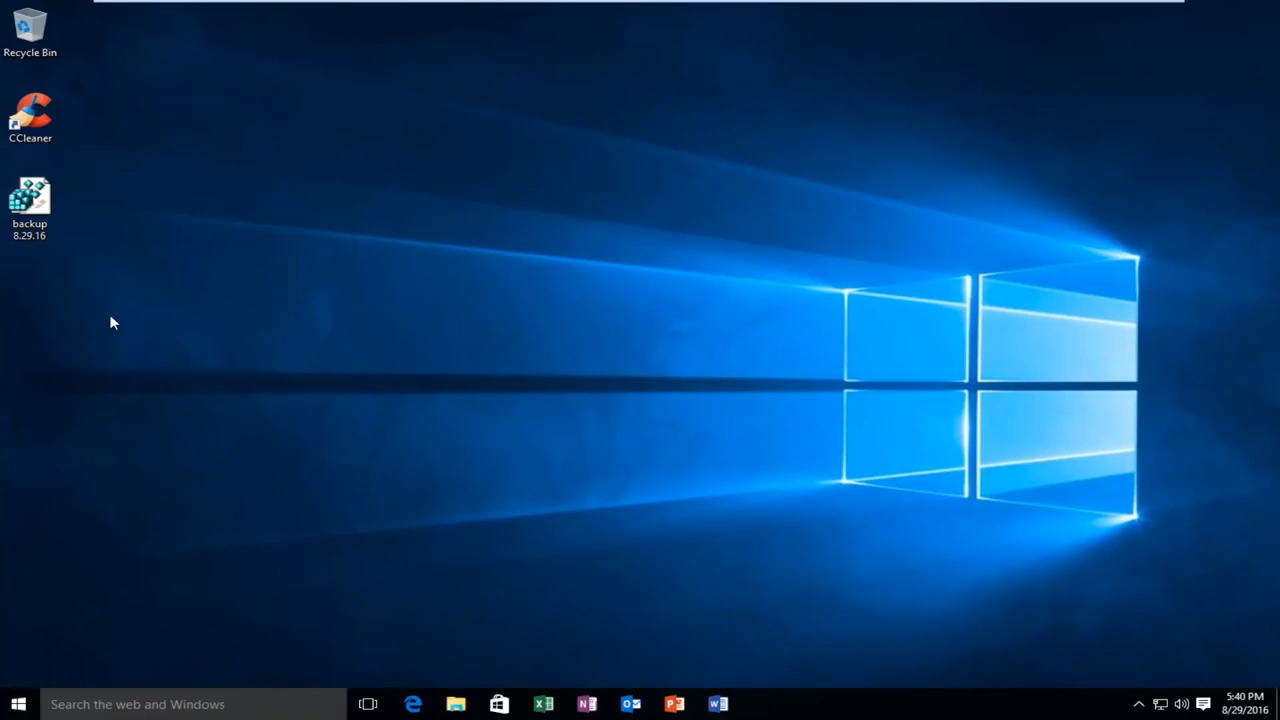 Recycle Bin
CCleaner
backup
8.29.16
Search the web and Windows
5:40 PM
8/29/2016